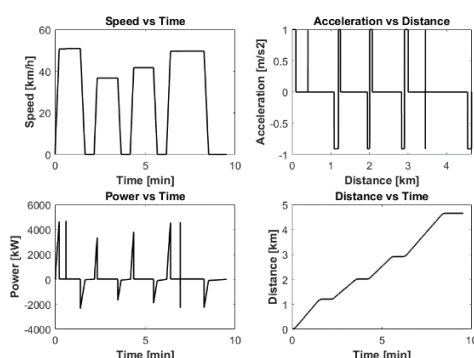 Speed vs Time
Acceleration vs Distance
60
40
20
0
Speed [km/h]
0
5
10
Time [min]
1
0.5
0
-0.5
-1
Acceleration [m/s2]
0
1
2
3
4
Distance [km]
Power vs Time
Distance vs Time
6000
4000
2000
0
-2000
-4000
Power [kW]
0
5
10
Time [min]
5
4
3
2
1
0
Distance [km]
0
5
10
Time [min]